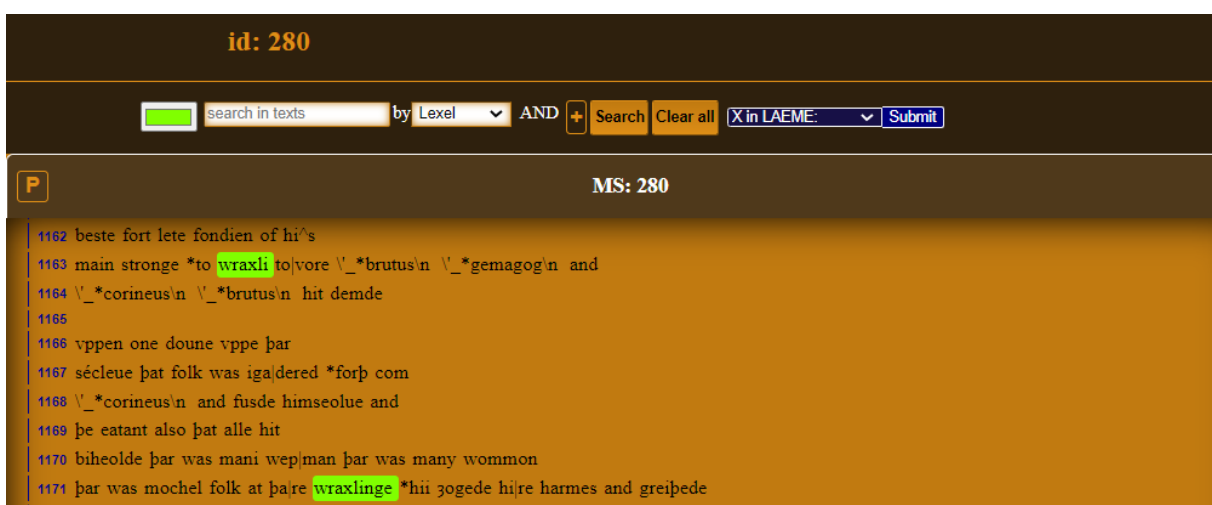 id: 280
search in texts by Lexel AND + Search Clear all X in LAEME: Submit
P MS: 280
1162 beste fort lete fondien of hi^s
1163 main stronge *to wraxli to|vore \'_*brutus\n \'_*gemagog\n and
1164 \'_*corineus\n \'_*brutus\n hit demde
1165
1166 vppen one doune vppe þar
1167 sécleue þat folk was iga|dered *forþ com
1168 \'_*corineus\n and fusde himseolue and
1169 þe eatant also þat alle hit
1170 biheolde þar was mani wep|man þar was many wommon
1171 þar was mochel folk at þa|re wraxlinge *hii ȝogede hi|re harmes and greiþede